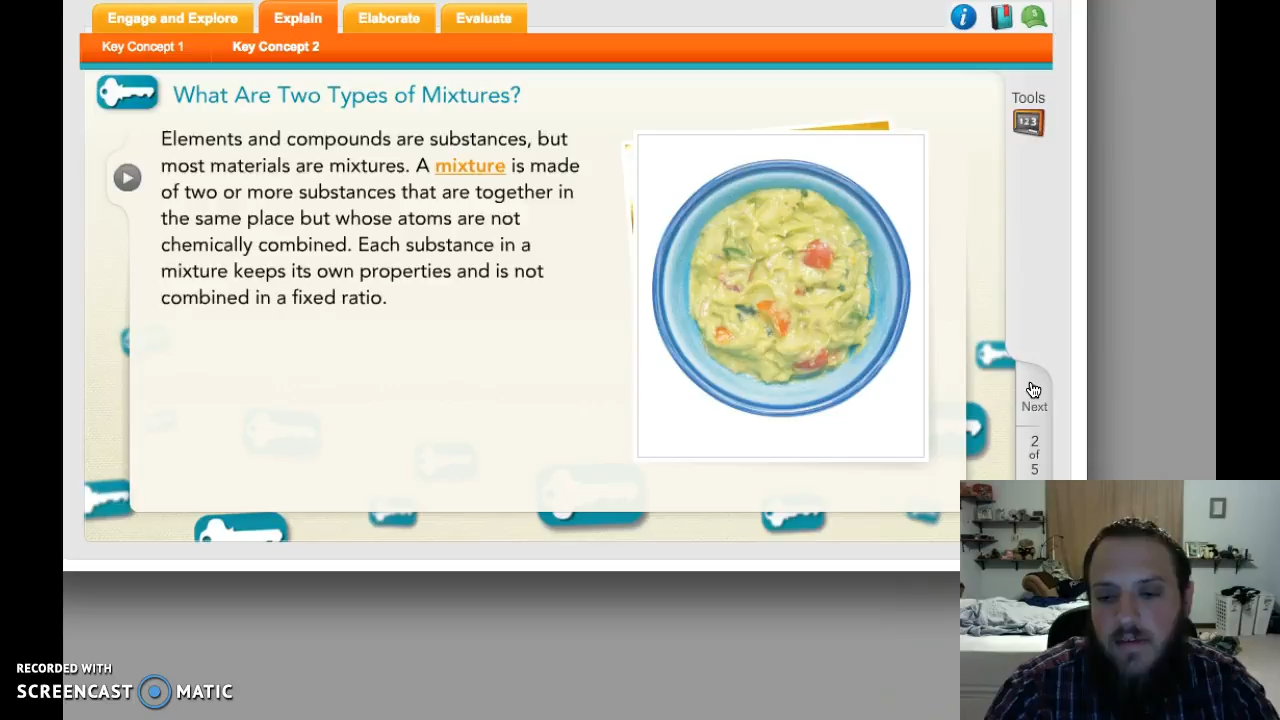 Engage and Explore Explain Elaborate Evaluate
Key Concept 1 Key Concept 2
What Are Two Types of Mixtures?
Elements and compounds are substances, but
most materials are mixtures. A mixture is made
of two or more substances that are together in
the same place but whose atoms are not
chemically combined. Each substance in a
mixture keeps its own properties and is not
combined in a fixed ratio.
Tools
123
Next
2
of
5
RECORDED WITH
SCREENCAST MATIC